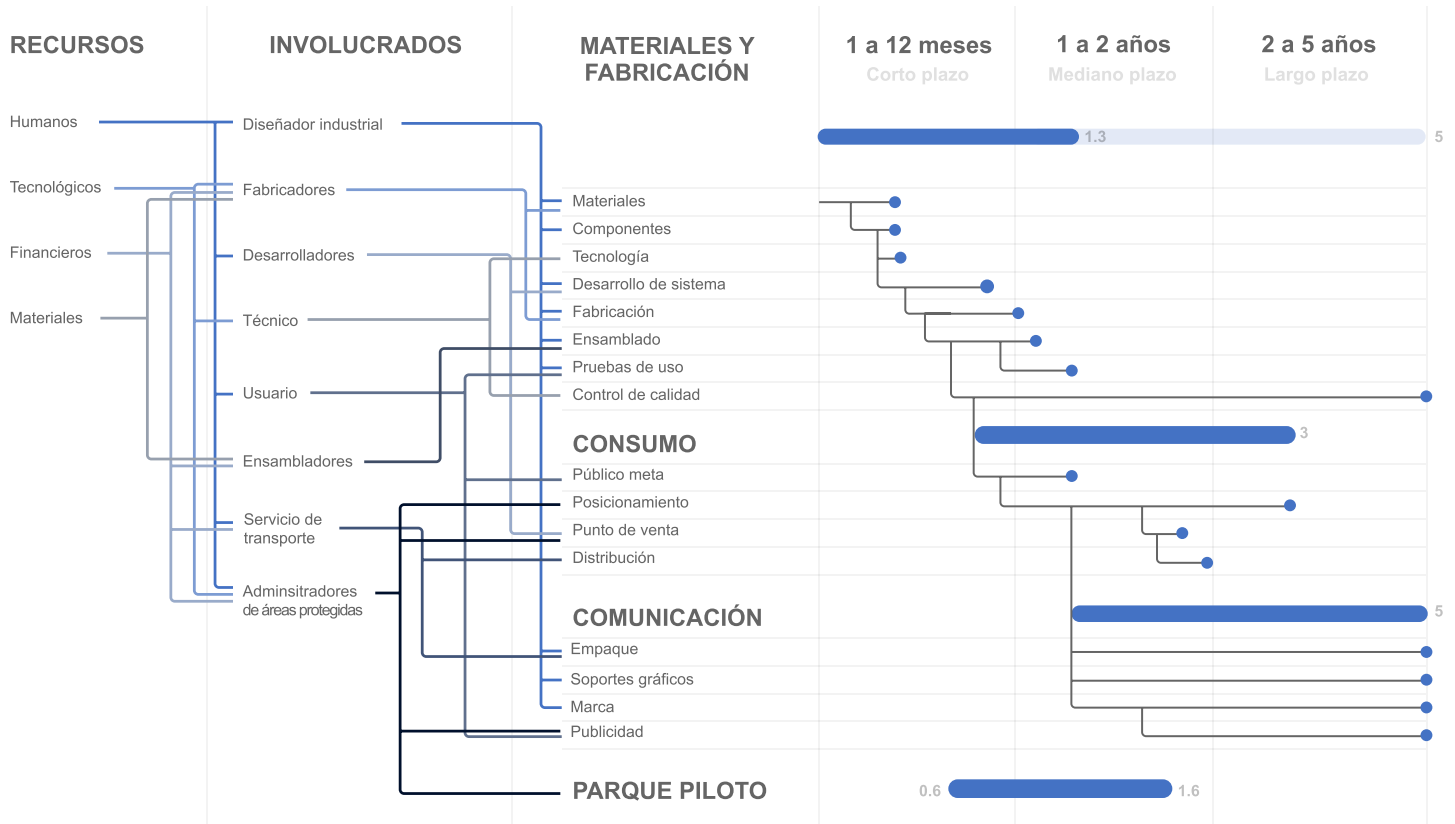 RECURSOS
INVOLUCRADOS
MATERIALES Y
FABRICACIÓN
1 a 12 meses
Corto plazo
1 a 2 años
Mediano plazo
2 a 5 años
Largo plazo
Humanos
Tecnológicos
Financieros
Materiales
Diseñador industrial
Fabricadores
Desarrolladores
Técnico
Usuario
Ensambladores
Servicio de
transporte
Adminsitradores
de áreas protegidas
1.3
5
Materiales
Componentes
Tecnología
Desarrollo de sistema
Fabricación
Ensamblado
Pruebas de uso
Control de calidad
CONSUMO
3
Público meta
Posicionamiento
Punto de venta
Distribución
COMUNICACIÓN
5
Empaque
Soportes gráficos
Marca
Publicidad
PARQUE PILOTO
0.6
1.6